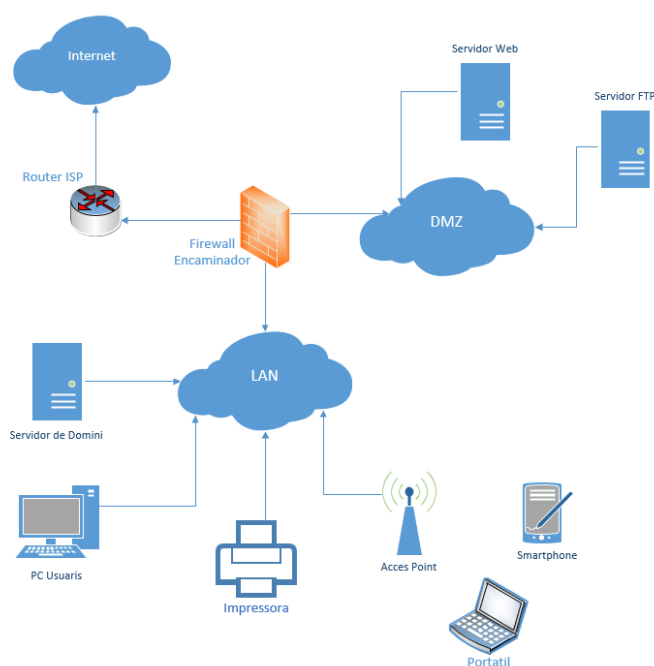 Internet
Servidor Web
Servidor FTP
Router ISP
Firewall
Encaminador
DMZ
LAN
Servidor de Domini
PC Usuaris
Impressora
Acces Point
Smartphone
Portatil